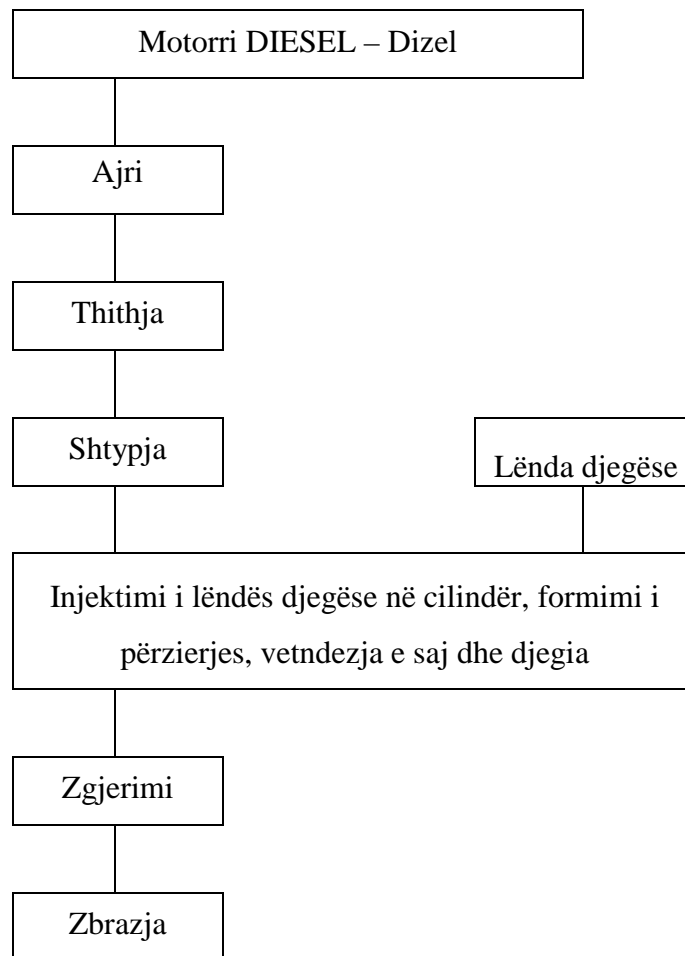 Motorri DIESEL – Dizel
Ajri
Thithja
Shtypja
Lënda djegëse
Injektimi i lëndës djegëse në cilindër, formimi i
përzierjes, vetndezja e saj dhe djegia
Zgjerimi
Zbrazja